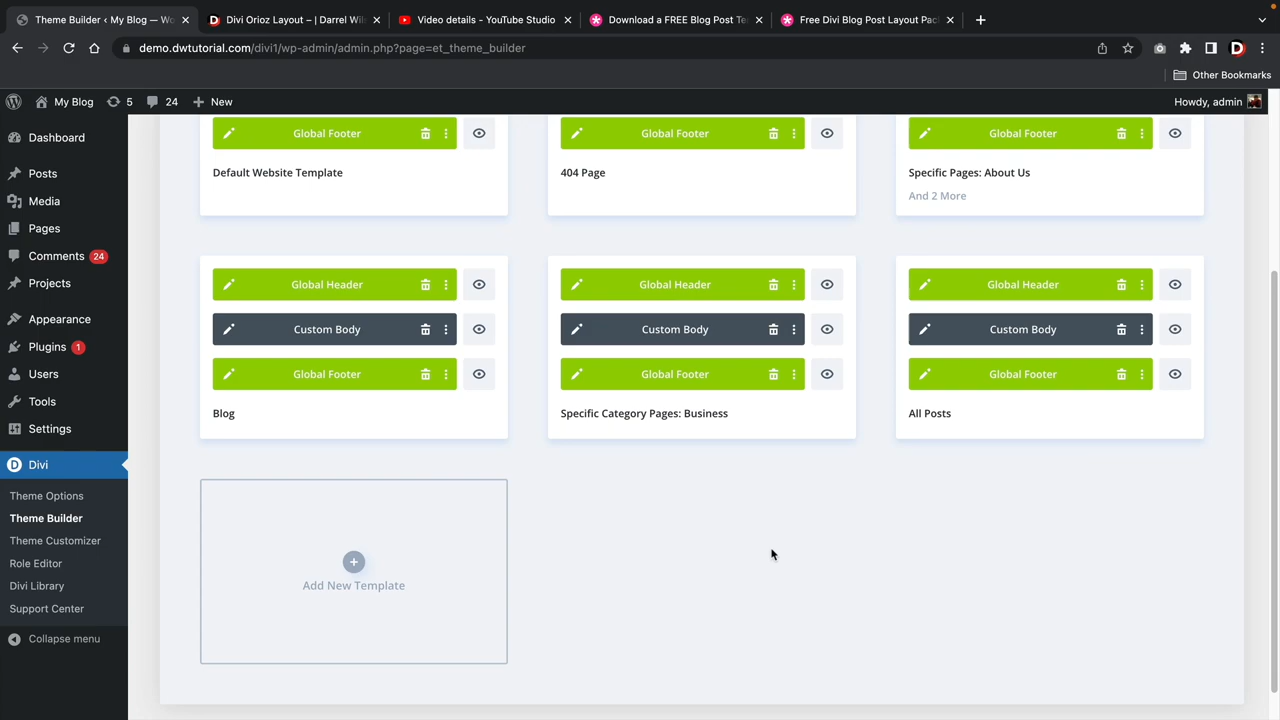 Theme Builder ‹ My Blog — Wo
Divi Orioz Layout – | Darrel Wil
Video details - YouTube Studio
Download a FREE Blog Post Te
Free Divi Blog Post Layout Pac
demo.dwtutorial.com/divi1/wp-admin/admin.php?page=et_theme_builder
Other Bookmarks
My Blog 5 24 New Howdy, admin
Dashboard
Posts
Media
Pages
Comments 24
Projects
Appearance
Plugins 1
Users
Tools
Settings
Divi
Theme Options
Theme Builder
Theme Customizer
Role Editor
Divi Library
Support Center
Collapse menu
Global Footer
Default Website Template
Global Footer
404 Page
Global Footer
Specific Pages: About Us
And 2 More
Global Header
Custom Body
Global Footer
Blog
Global Header
Custom Body
Global Footer
Specific Category Pages: Business
Global Header
Custom Body
Global Footer
All Posts
Add New Template